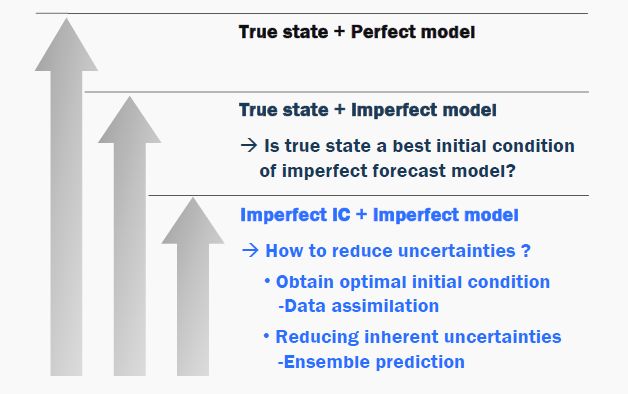 True state + Perfect model
True state + Imperfect model
→ Is true state a best initial condition
of imperfect forecast model?
Imperfect IC + Imperfect model
→ How to reduce uncertainties ?
• Obtain optimal initial condition
-Data assimilation
• Reducing inherent uncertainties
-Ensemble prediction